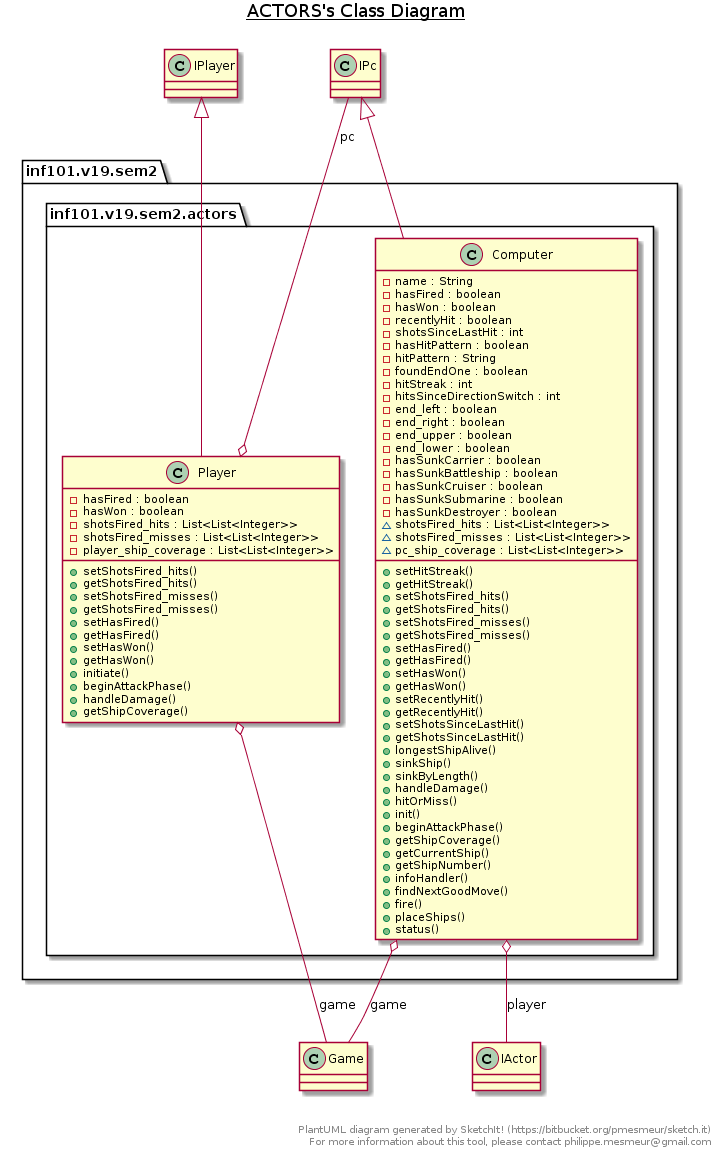 ACTORS's Class Diagram
C IPlayer
C IPc
pc
inf101.v19.sem2
inf101.v19.sem2.actors
C Computer
name : String
hasFired : boolean
hasWon : boolean
recentlyHit : boolean
shotsSinceLastHit : int
hasHitPattern : boolean
hitPattern : String
foundEndOne : boolean
hitStreak : int
hitsSinceDirectionSwitch : int
end_left : boolean
end_right : boolean
end_upper : boolean
end_lower : boolean
hasSunkCarrier : boolean
hasSunkBattleship : boolean
hasSunkCruiser : boolean
hasSunkSubmarine : boolean
hasSunkDestroyer : boolean
shotsFired_hits : List<List<Integer>>
shotsFired_misses : List<List<Integer>>
pc_ship_coverage : List<List<Integer>>
setHitStreak()
getHitStreak()
setShotsFired_hits()
getShotsFired_hits()
setShotsFired_misses()
getShotsFired_misses()
setHasFired()
getHasFired()
setHasWon()
getHasWon()
setRecentlyHit()
getRecentlyHit()
setShotsSinceLastHit()
getShotsSinceLastHit()
longestShipAlive()
sinkShip()
sinkByLength()
handleDamage()
hitOrMiss()
init()
beginAttackPhase()
getShipCoverage()
getCurrentShip()
getShipNumber()
infoHandler()
findNextGoodMove()
fire()
placeShips()
status()
C Player
hasFired : boolean
hasWon : boolean
shotsFired_hits : List<List<Integer>>
shotsFired_misses : List<List<Integer>>
player_ship_coverage : List<List<Integer>>
setShotsFired_hits()
getShotsFired_hits()
setShotsFired_misses()
getShotsFired_misses()
setHasFired()
getHasFired()
setHasWon()
getHasWon()
initiate()
beginAttackPhase()
handleDamage()
getShipCoverage()
game
game
player
C Game
C IActor
PlantUML diagram generated by SketchIt! (https://bitbucket.org/pmesmeur/sketch.it)
For more information about this tool, please contact philippe.mesmeur@gmail.com